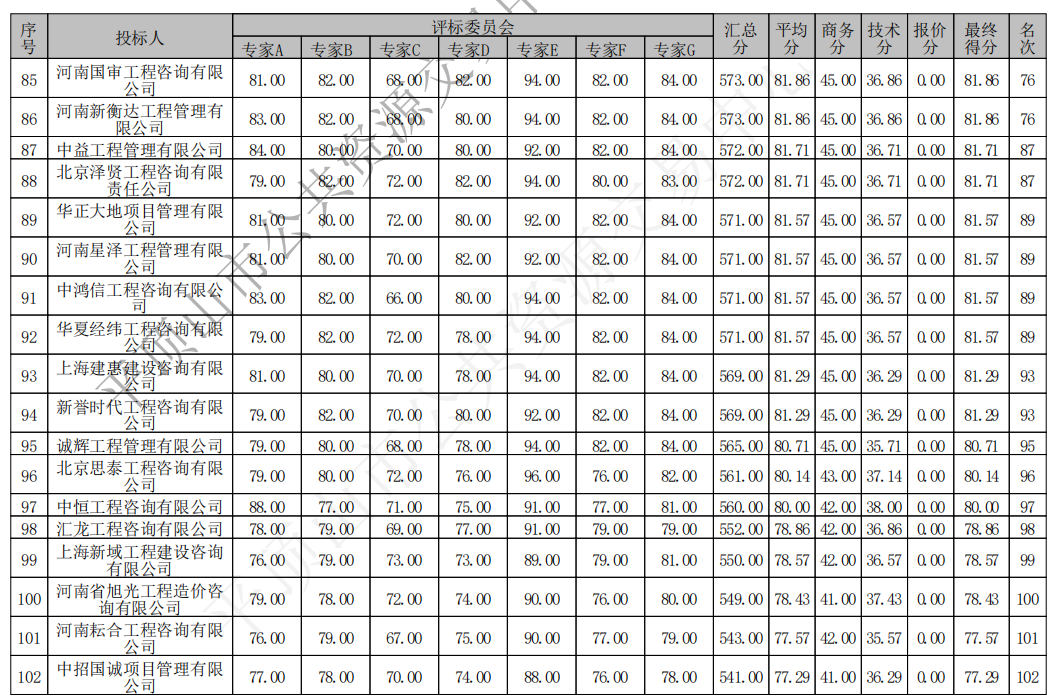 序号 投标人 评标委员会 汇总分 平均分 商务分 技术分 报价分 最终得分 名次
专家A 专家B 专家C 专家D 专家E 专家F 专家G
85 河南国审工程咨询有限公司 81.00 82.00 68.00 82.00 94.00 82.00 84.00 573.00 81.86 45.00 36.86 0.00 81.86 76
86 河南新衡达工程管理有限公司 83.00 82.00 68.00 80.00 94.00 82.00 84.00 573.00 81.86 45.00 36.86 0.00 81.86 76
87 中益工程管理有限公司 84.00 80.00 70.00 80.00 92.00 82.00 84.00 572.00 81.71 45.00 36.71 0.00 81.71 87
88 北京泽贤工程咨询有限责任公司 79.00 82.00 72.00 82.00 94.00 80.00 83.00 572.00 81.71 45.00 36.71 0.00 81.71 87
89 华正大地项目管理有限公司 81.00 80.00 72.00 80.00 92.00 82.00 84.00 571.00 81.57 45.00 36.57 0.00 81.57 89
90 河南星泽工程管理有限公司 81.00 80.00 70.00 82.00 92.00 82.00 84.00 571.00 81.57 45.00 36.57 0.00 81.57 89
91 中鸿信工程咨询有限公司 83.00 82.00 66.00 80.00 94.00 82.00 84.00 571.00 81.57 45.00 36.57 0.00 81.57 89
92 华夏经纬工程咨询有限公司 79.00 82.00 72.00 78.00 94.00 82.00 84.00 571.00 81.57 45.00 36.57 0.00 81.57 89
93 上海建惠建设咨询有限公司 81.00 80.00 70.00 78.00 94.00 82.00 84.00 569.00 81.29 45.00 36.29 0.00 81.29 93
94 新誉时代工程咨询有限公司 79.00 82.00 70.00 80.00 92.00 82.00 84.00 569.00 81.29 45.00 36.29 0.00 81.29 93
95 诚辉工程管理有限公司 79.00 80.00 68.00 78.00 94.00 82.00 84.00 565.00 80.71 45.00 35.71 0.00 80.71 95
96 北京思泰工程咨询有限公司 79.00 80.00 72.00 76.00 96.00 76.00 82.00 561.00 80.14 43.00 37.14 0.00 80.14 96
97 中恒信工程咨询有限公司 88.00 77.00 71.00 75.00 91.00 77.00 81.00 560.00 80.00 42.00 38.00 0.00 80.00 97
98 汇龙工程咨询有限公司 78.00 79.00 69.00 77.00 91.00 79.00 79.00 552.00 78.86 42.00 36.86 0.00 78.86 98
99 上海新域工程建设咨询有限公司 76.00 79.00 73.00 73.00 89.00 79.00 81.00 550.00 78.57 42.00 36.57 0.00 78.57 99
100 河南省旭光工程造价咨询有限公司 79.00 78.00 72.00 74.00 90.00 76.00 80.00 549.00 78.43 41.00 37.43 0.00 78.43 100
101 河南耘合工程咨询有限公司 76.00 79.00 67.00 75.00 90.00 77.00 79.00 543.00 77.57 42.00 35.57 0.00 77.57 101
102 中招国诚项目管理有限公司 77.00 78.00 70.00 74.00 88.00 76.00 78.00 541.00 77.29 41.00 36.29 0.00 77.29 102
平顶山市公共资源交易
平顶山市公共资源交易中心